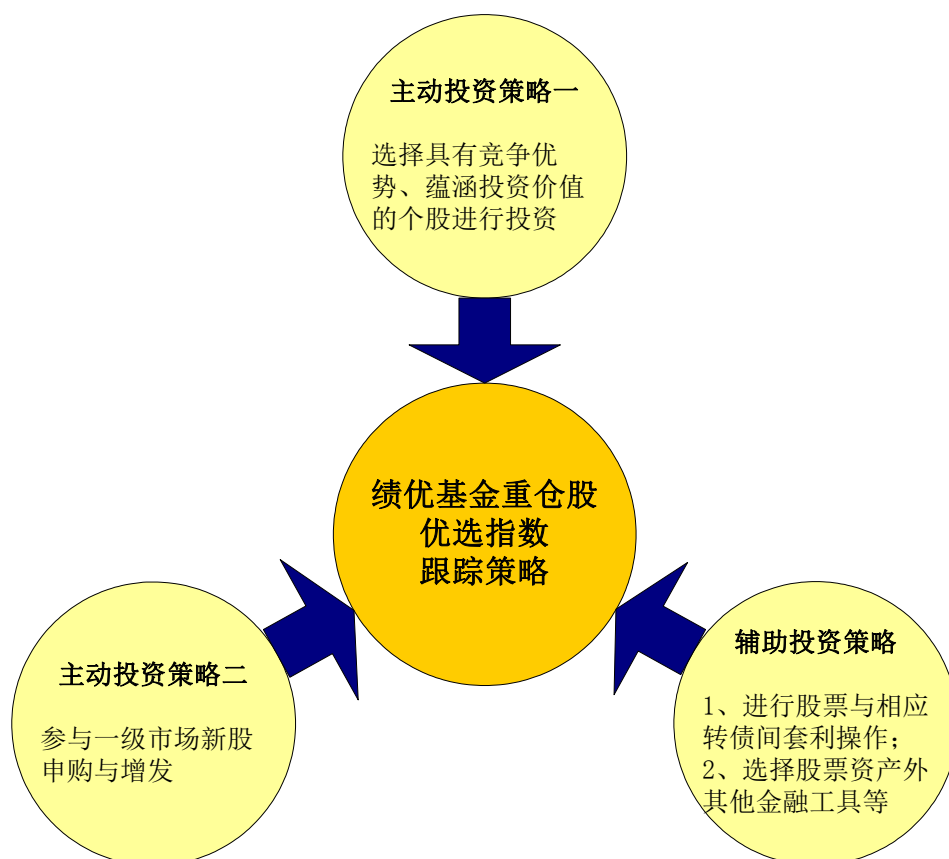 主动投资策略一
选择具有竞争优
势、蕴涵投资价值
的个股进行投资
绩优基金重仓股
优选指数
跟踪策略
主动投资策略二
参与一级市场新股
申购与增发
辅助投资策略
1、进行股票与相应
转债间套利操作；
2、选择股票资产外
其他金融工具等